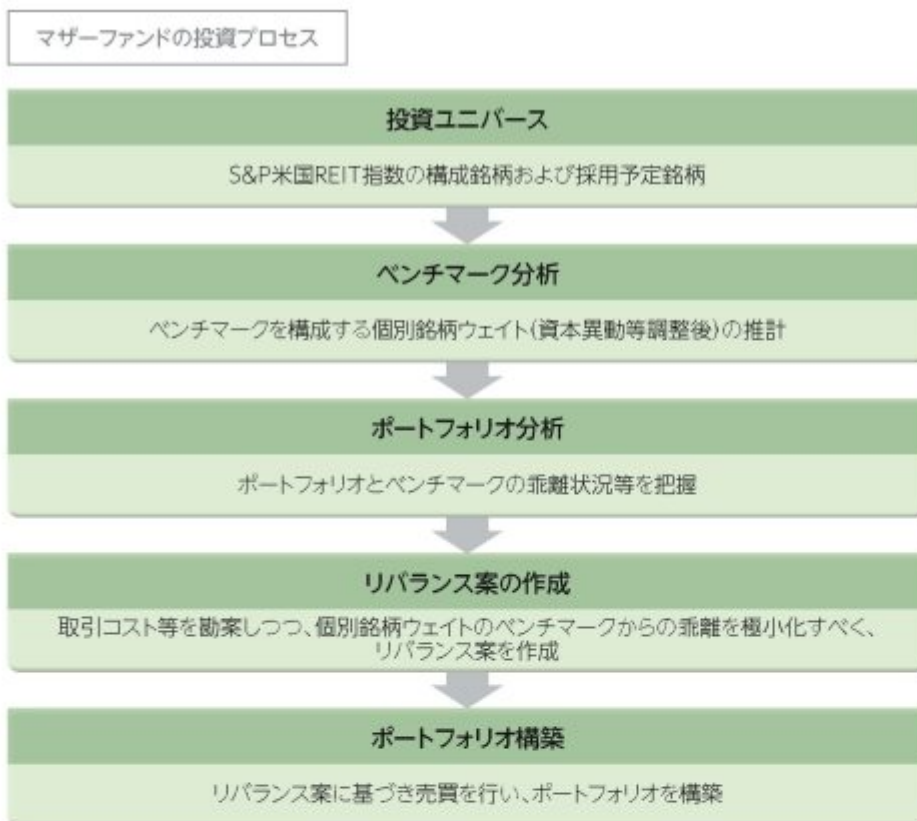 マザーファンドの投資プロセス
投資ユニバース
S&P米国REIT指数の構成銘柄および採用予定銘柄
ベンチマーク分析
ベンチマークを構成する個別銘柄ウェイト(資本異動等調整後)の推計
ポートフォリオ分析
ポートフォリオとベンチマークの乖離状況等を把握
リバランス案の作成
取引コスト等を勘案しつつ、個別銘柄ウェイトのベンチマークからの乖離を極小化すべく、
リバランス案を作成
ポートフォリオ構築
リバランス案に基づき売買を行い、ポートフォリオを構築